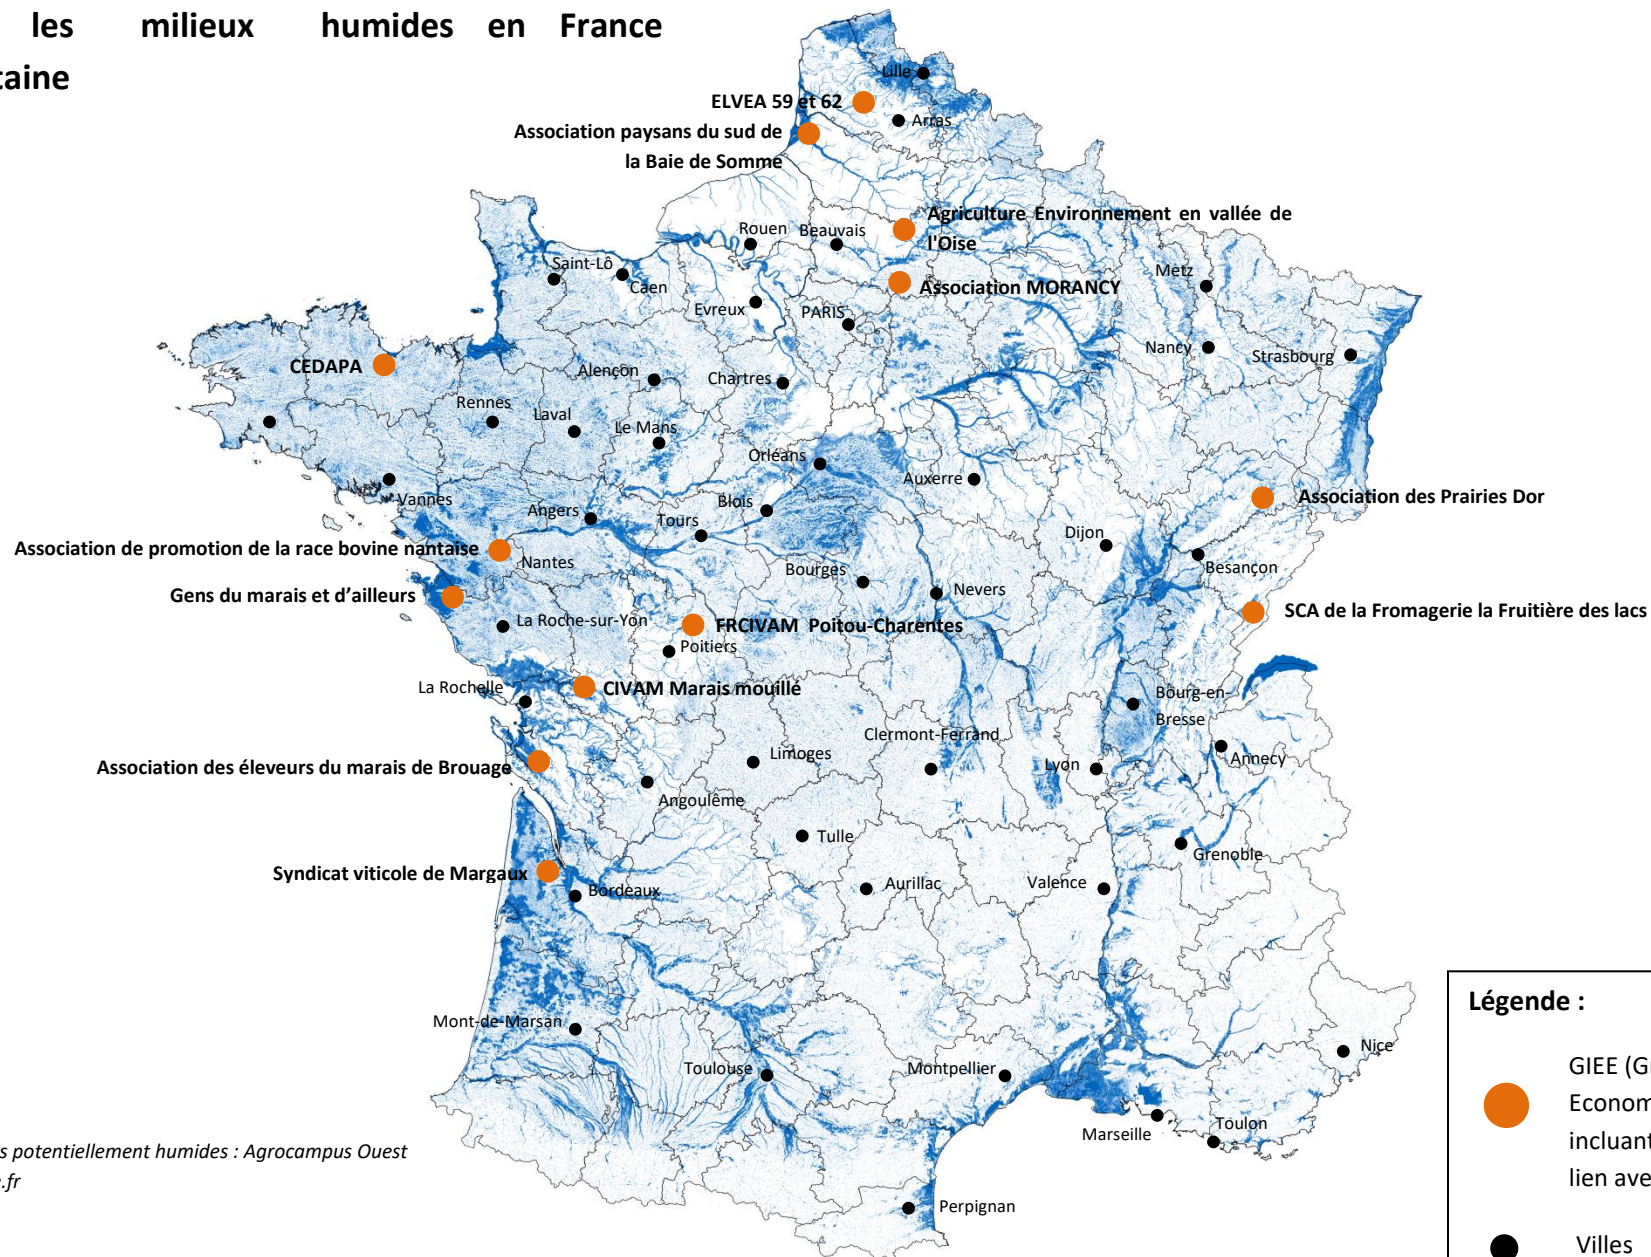 les milieux humides en France
taine
Lille
ELVEA 59 et 62
Arras
Association paysans du sud de
la Baie de Somme
Agriculture Environnement en vallée de
l'Oise
Rouen
Beauvais
Saint-Lô
Caen
Metz
Association MORANCY
Evreux
PARIS
Nancy
Strasbourg
CEDAPA
Alençon
Chartres
Rennes
Laval
Le Mans
Orléans
Auxerre
Vannes
Association des Prairies Dor
Blois
Angers
Tours
Dijon
Association de promotion de la race bovine nantaise
Nantes
Besançon
Bourges
Nevers
Gens du marais et d’ailleurs
SCA de la Fromagerie la Fruitière des lacs
La Roche-sur-Yon
FRCIVAM Poitou-Charentes
Poitiers
La Rochelle
CIVAM Marais mouillé
Bourg-en-
Bresse
Clermont-Ferrand
Limoges
Lyon
Annecy
Association des éleveurs du marais de Brouage
Angoulême
Tulle
Grenoble
Syndicat viticole de Margaux
Bordeaux
Aurillac
Valence
Mont-de-Marsan
Légende :
Nice
Toulouse
Montpellier
GIEE (G
Econom
incluant
lien ave
Marseille
Toulon
s potentiellement humides : Agrocampus Ouest
.fr
Perpignan
Villes